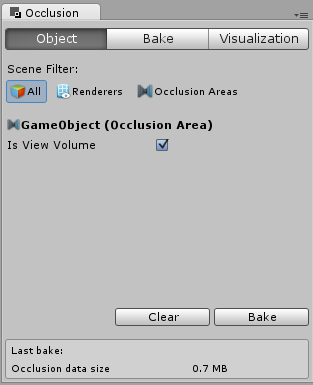 Occlusion
Object Bake Visualization
Scene Filter:
All Renderers Occlusion Areas
GameObject (Occlusion Area)
Is View Volume
Clear Bake
Last bake:
Occlusion data size 0.7 MB